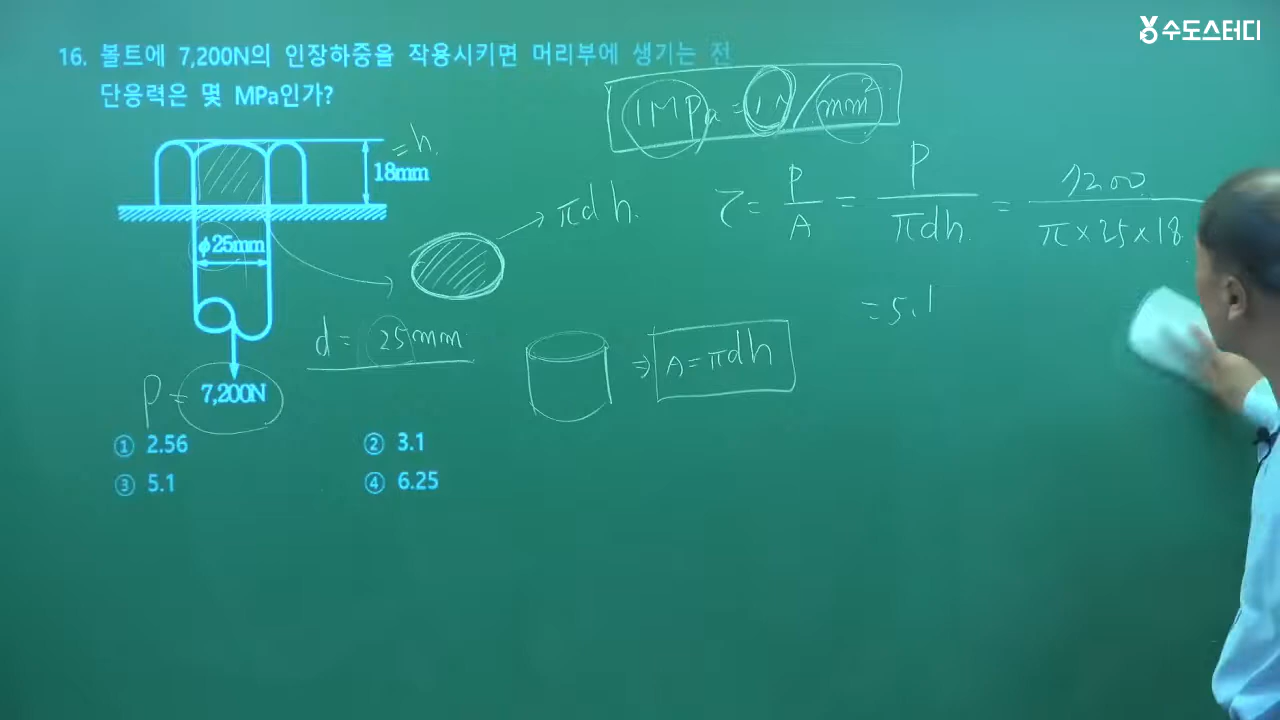 수도스터디
16. 볼트에 7,200N의 인장하중을 작용시키면 머리부에 생기는 전
단응력은 몇 MPa인가?
1MPa = 1N/mm²
= h.
18mm
πdh.
τ = P/A = P/πdh = 7200/π×25×18
φ25mm
= 5.1
d = 25mm
⇒ A = πdh
P = 7,200N
① 2.56 ② 3.1
③ 5.1 ④ 6.25